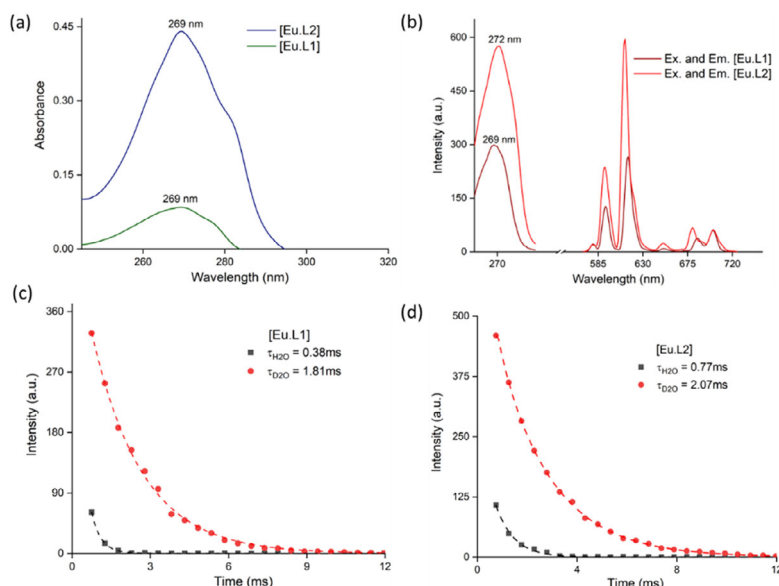 (a)
269 nm
[Eu.L2]
[Eu.L1]
0.45
0.30
0.15
0.00
Absorbance
269 nm
260 280 300 320
Wavelength (nm)
(b)
272 nm
Ex. and Em. [Eu.L1]
Ex. and Em. [Eu.L2]
600
450
300
150
0
Intensity (a.u.)
269 nm
270 585 630 675 720
Wavelength (nm)
(c)
[Eu.L1]
τH2O = 0.38ms
τD2O = 1.81ms
360
270
180
90
0
Intensity (a.u.)
0 3 6 9 12
Time (ms)
(d)
[Eu.L2]
τH2O = 0.77ms
τD2O = 2.07ms
500
375
250
125
0
Intensity (a.u.)
0 4 8 12
Time (ms)